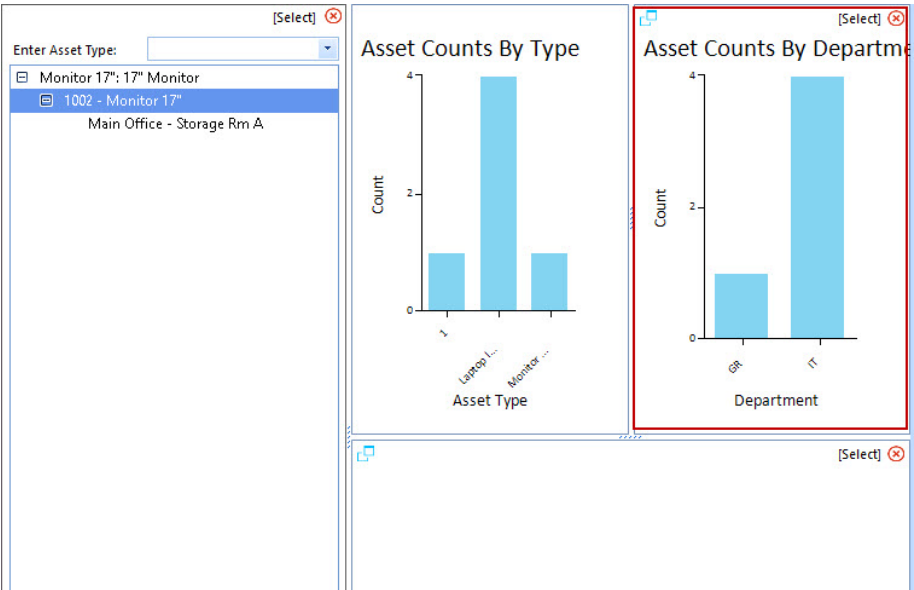 [Select]
Enter Asset Type:
Monitor 17": 17" Monitor
1002 - Monitor 17"
Main Office - Storage Rm A
Asset Counts By Type
4
2
0
Count
1
Laptop l...
Monitor ...
Asset Type
[Select]
Asset Counts By Departme
4
2
0
Count
GR
IT
Department
[Select]